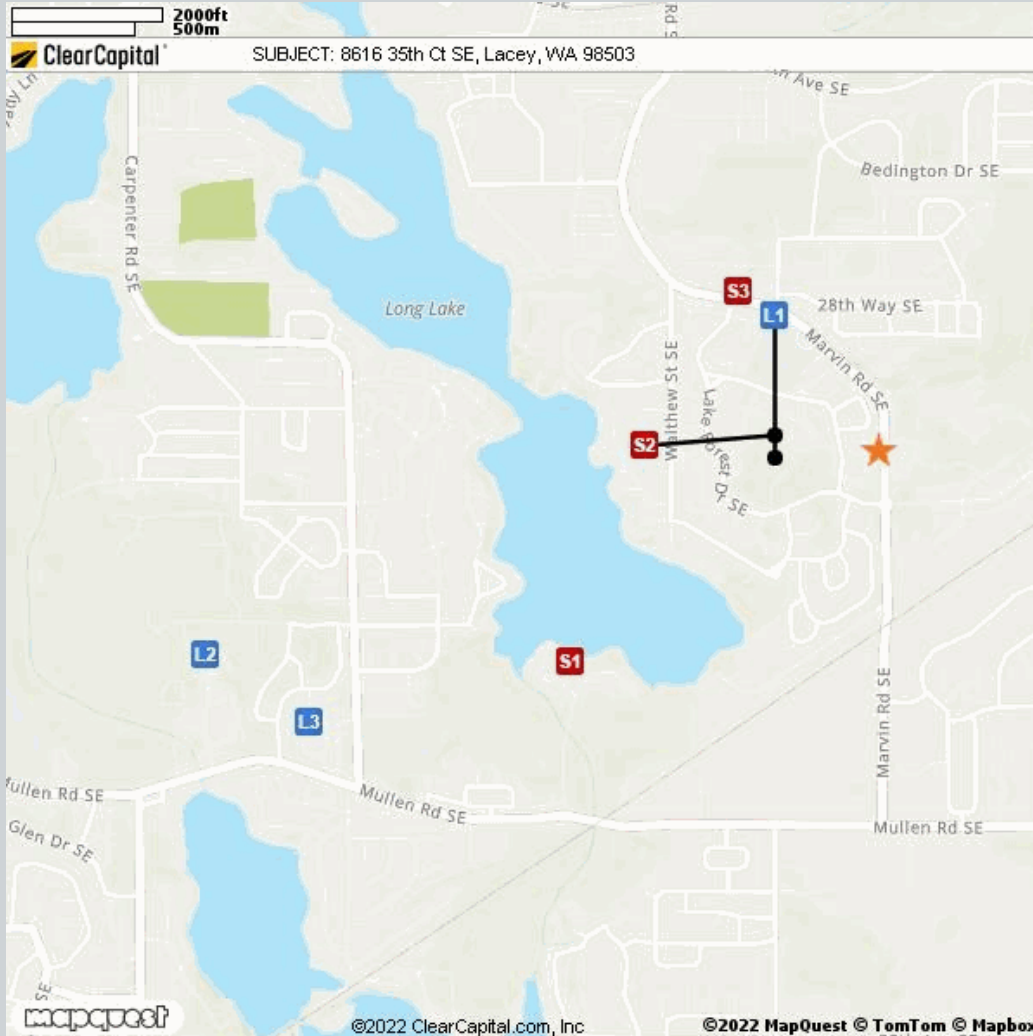 2000ft
500m
Rd S
ClearCapital
SUBJECT: 8616 35th Ct SE, Lacey, WA 98503
Ave SE
Bedington Dr SE
Carpenter Rd SE
Long Lake
S3
L1
28th Way SE
Marvin Rd SE
Walthew St SE
Lake Forest Dr SE
S2
L2
S1
L3
Marvin Rd SE
Mullen Rd SE
Mullen Rd SE
Mullen Rd SE
Glen Dr SE
SE
mapquest
©2022 ClearCapital.com, Inc
©2022 MapQuest © TomTom © Mapbo